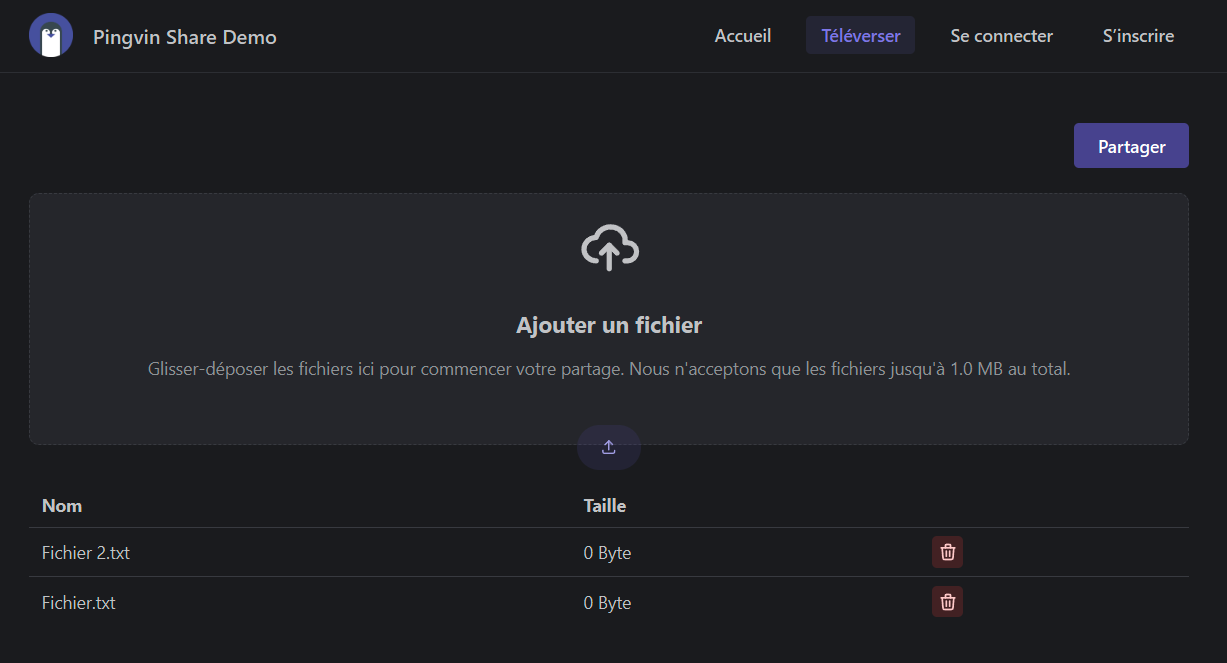 Pingvin Share Demo
Accueil
Téléverser
Se connecter
S'inscrire
Partager
Ajouter un fichier
Glisser-déposer les fichiers ici pour commencer votre partage. Nous n'acceptons que les fichiers jusqu'à 1.0 MB au total.
Nom Taille
Fichier 2.txt 0 Byte
Fichier.txt 0 Byte